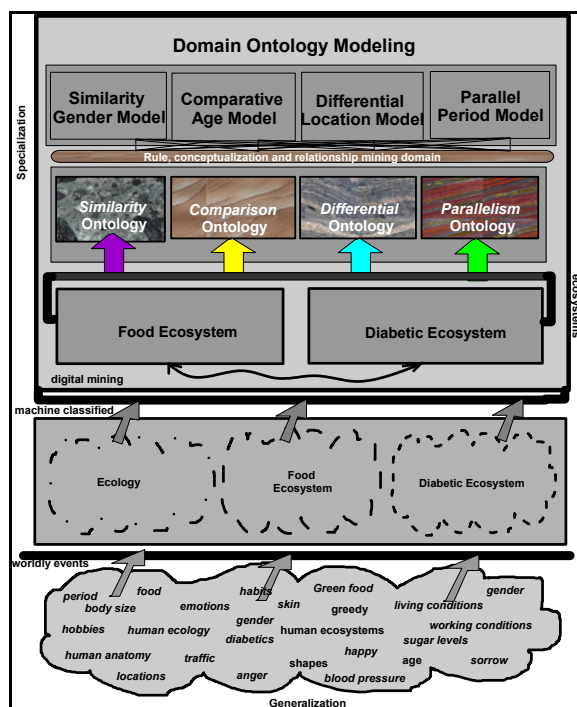 Domain Ontology Modeling
Similarity
Gender Model
Comparative
Age Model
Differential
Location Model
Parallel
Period Model
Rule, conceptualization and relationship mining domain
Similarity
Ontology
Comparison
Ontology
Differential
Ontology
Parallelism
Ontology
Specialization
ecosystems
Food Ecosystem
Diabetic Ecosystem
digital mining
machine classified
Ecology
Food
Ecosystem
Diabetic Ecosystem
worldly events
period
food
habits
Green food
gender
body size
emotions
skin
greedy
living conditions
hobbies
human ecology
gender
diabetics
human ecosystems
working conditions
sugar levels
human anatomy
traffic
shapes
happy
age
sorrow
locations
anger
blood pressure
Generalization